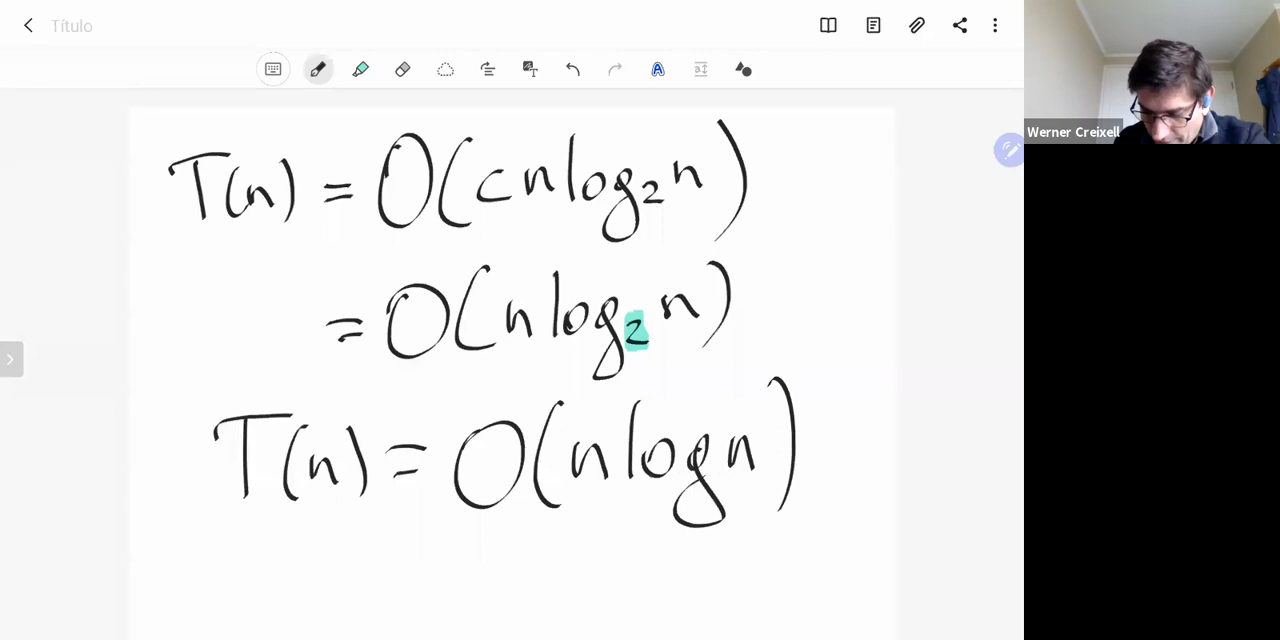 Título
Werner Creixell
T(n) = O(cnlog₂n)
= O(nlog₂n)
T(n) = O(nlogn)